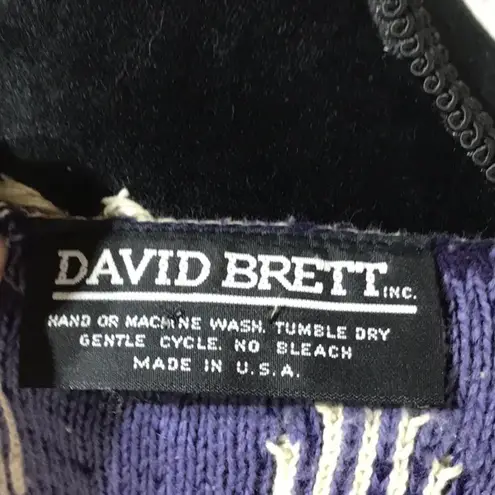 DAVID BRETT INC.
HAND OR MACHINE WASH. TUMBLE DRY
GENTLE CYCLE. NO BLEACH
MADE IN U.S.A.